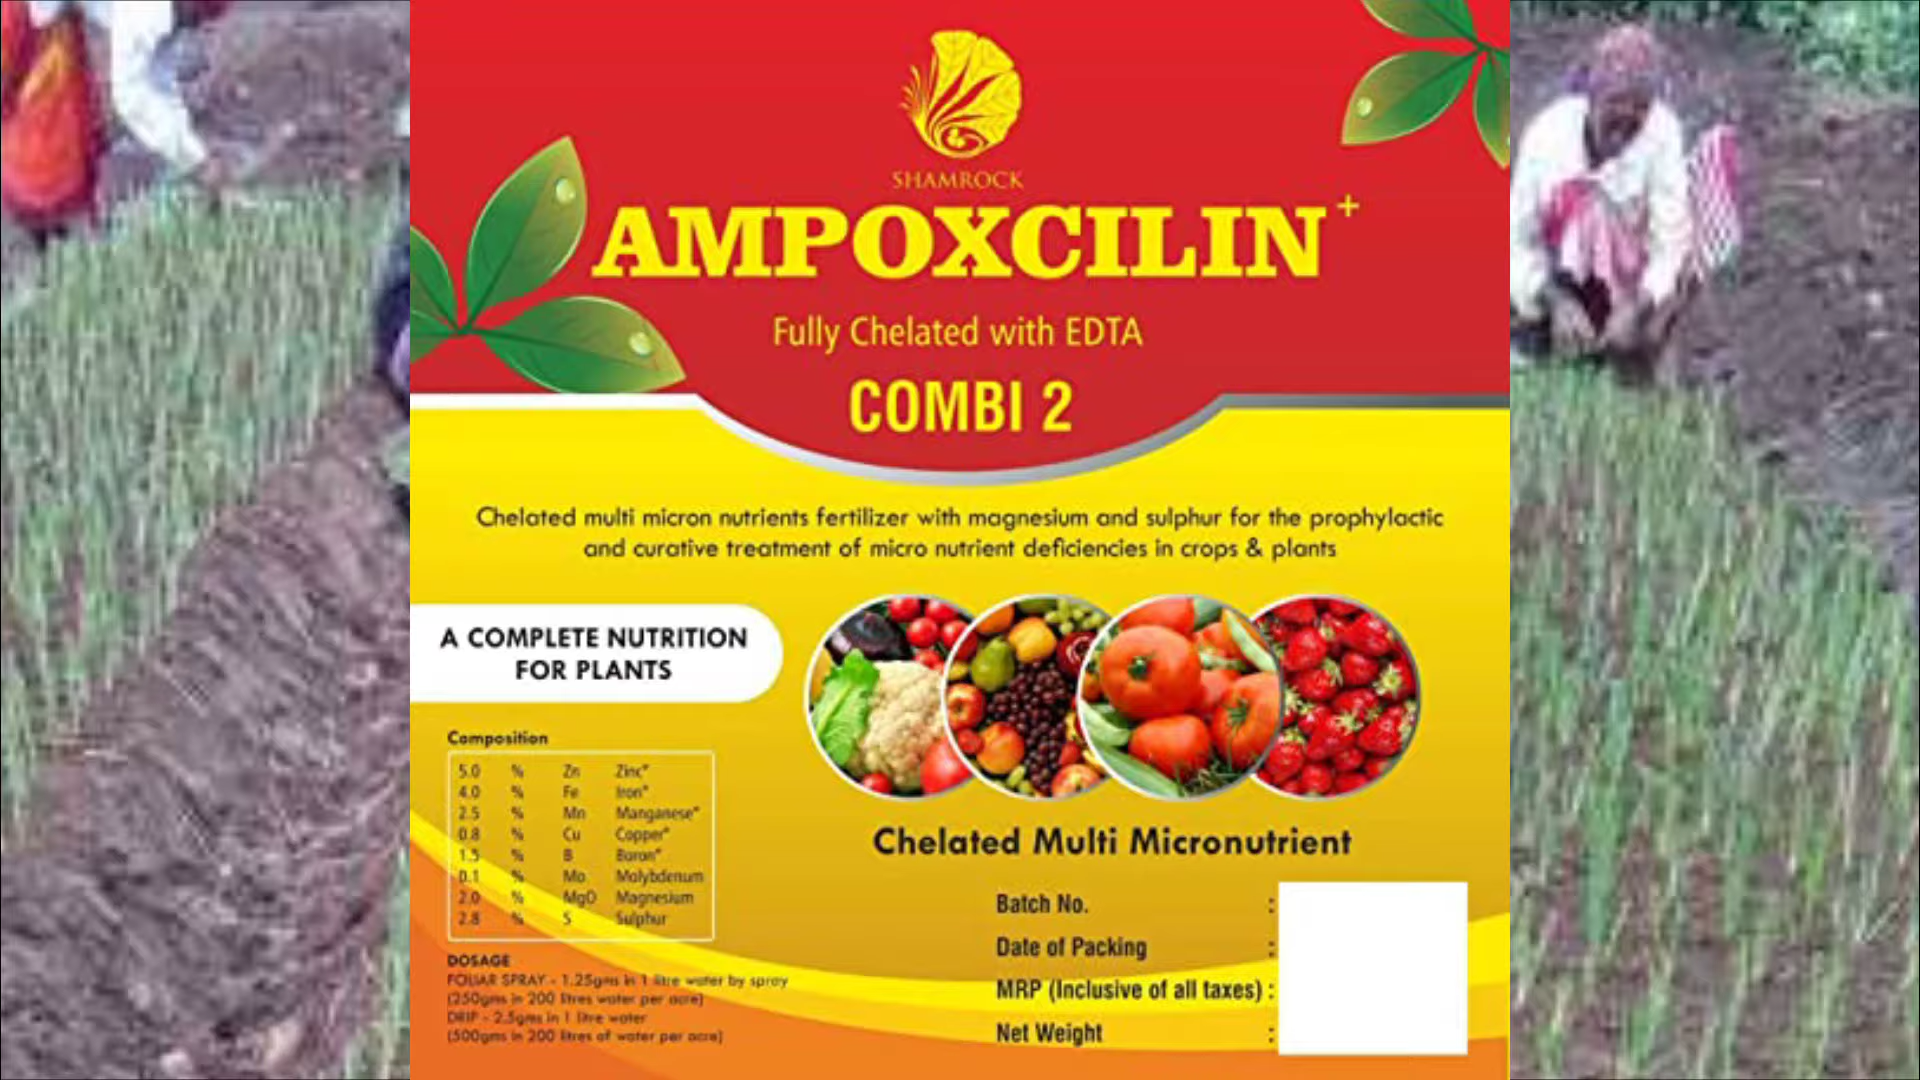 SHAMROCK
AMPOXCILIN+
Fully Chelated with EDTA
COMBI 2
Chelated multi micron nutrients fertilizer with magnesium and sulphur for the prophylactic
and curative treatment of micro nutrient deficiencies in crops & plants
A COMPLETE NUTRITION
FOR PLANTS
Composition
5.0 % Zn Zinc*
4.0 % Fe Iron*
2.5 % Mn Manganese*
0.8 % Cu Copper*
1.5 % B Boron*
0.1 % Mo Molybdenum
2.0 % MgO Magnesium
2.8 % S Sulphur
DOSAGE
FOLIAR SPRAY - 1.25gms in 1 litre water by spray
(250gms in 200 litres water per acre)
DRIP - 2.5gms in 1 litre water
(500gms in 200 litres of water per acre)
Chelated Multi Micronutrient
Batch No. :
Date of Packing :
MRP (Inclusive of all taxes) :
Net Weight :